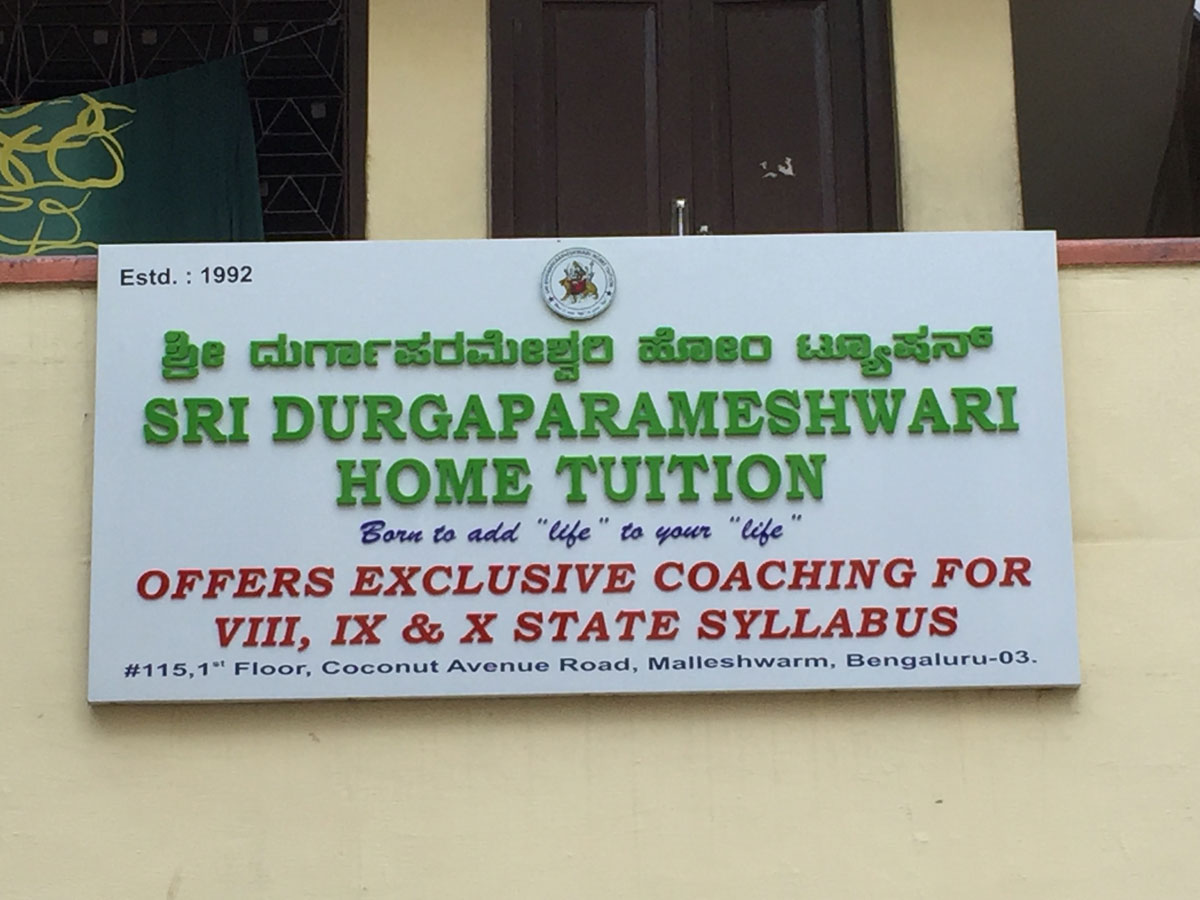 Estd. : 1992
ಶ್ರೀ ದುರ್ಗಾಪರಮೇಶ್ವರಿ ಹೋಂ ಟ್ಯೂಷನ್
SRI DURGAPARAMESHWARI
HOME TUITION
Born to add "life" to your "life"
OFFERS EXCLUSIVE COACHING FOR
VIII, IX & X STATE SYLLABUS
#115,1st Floor, Coconut Avenue Road, Malleshwarm, Bengaluru-03.